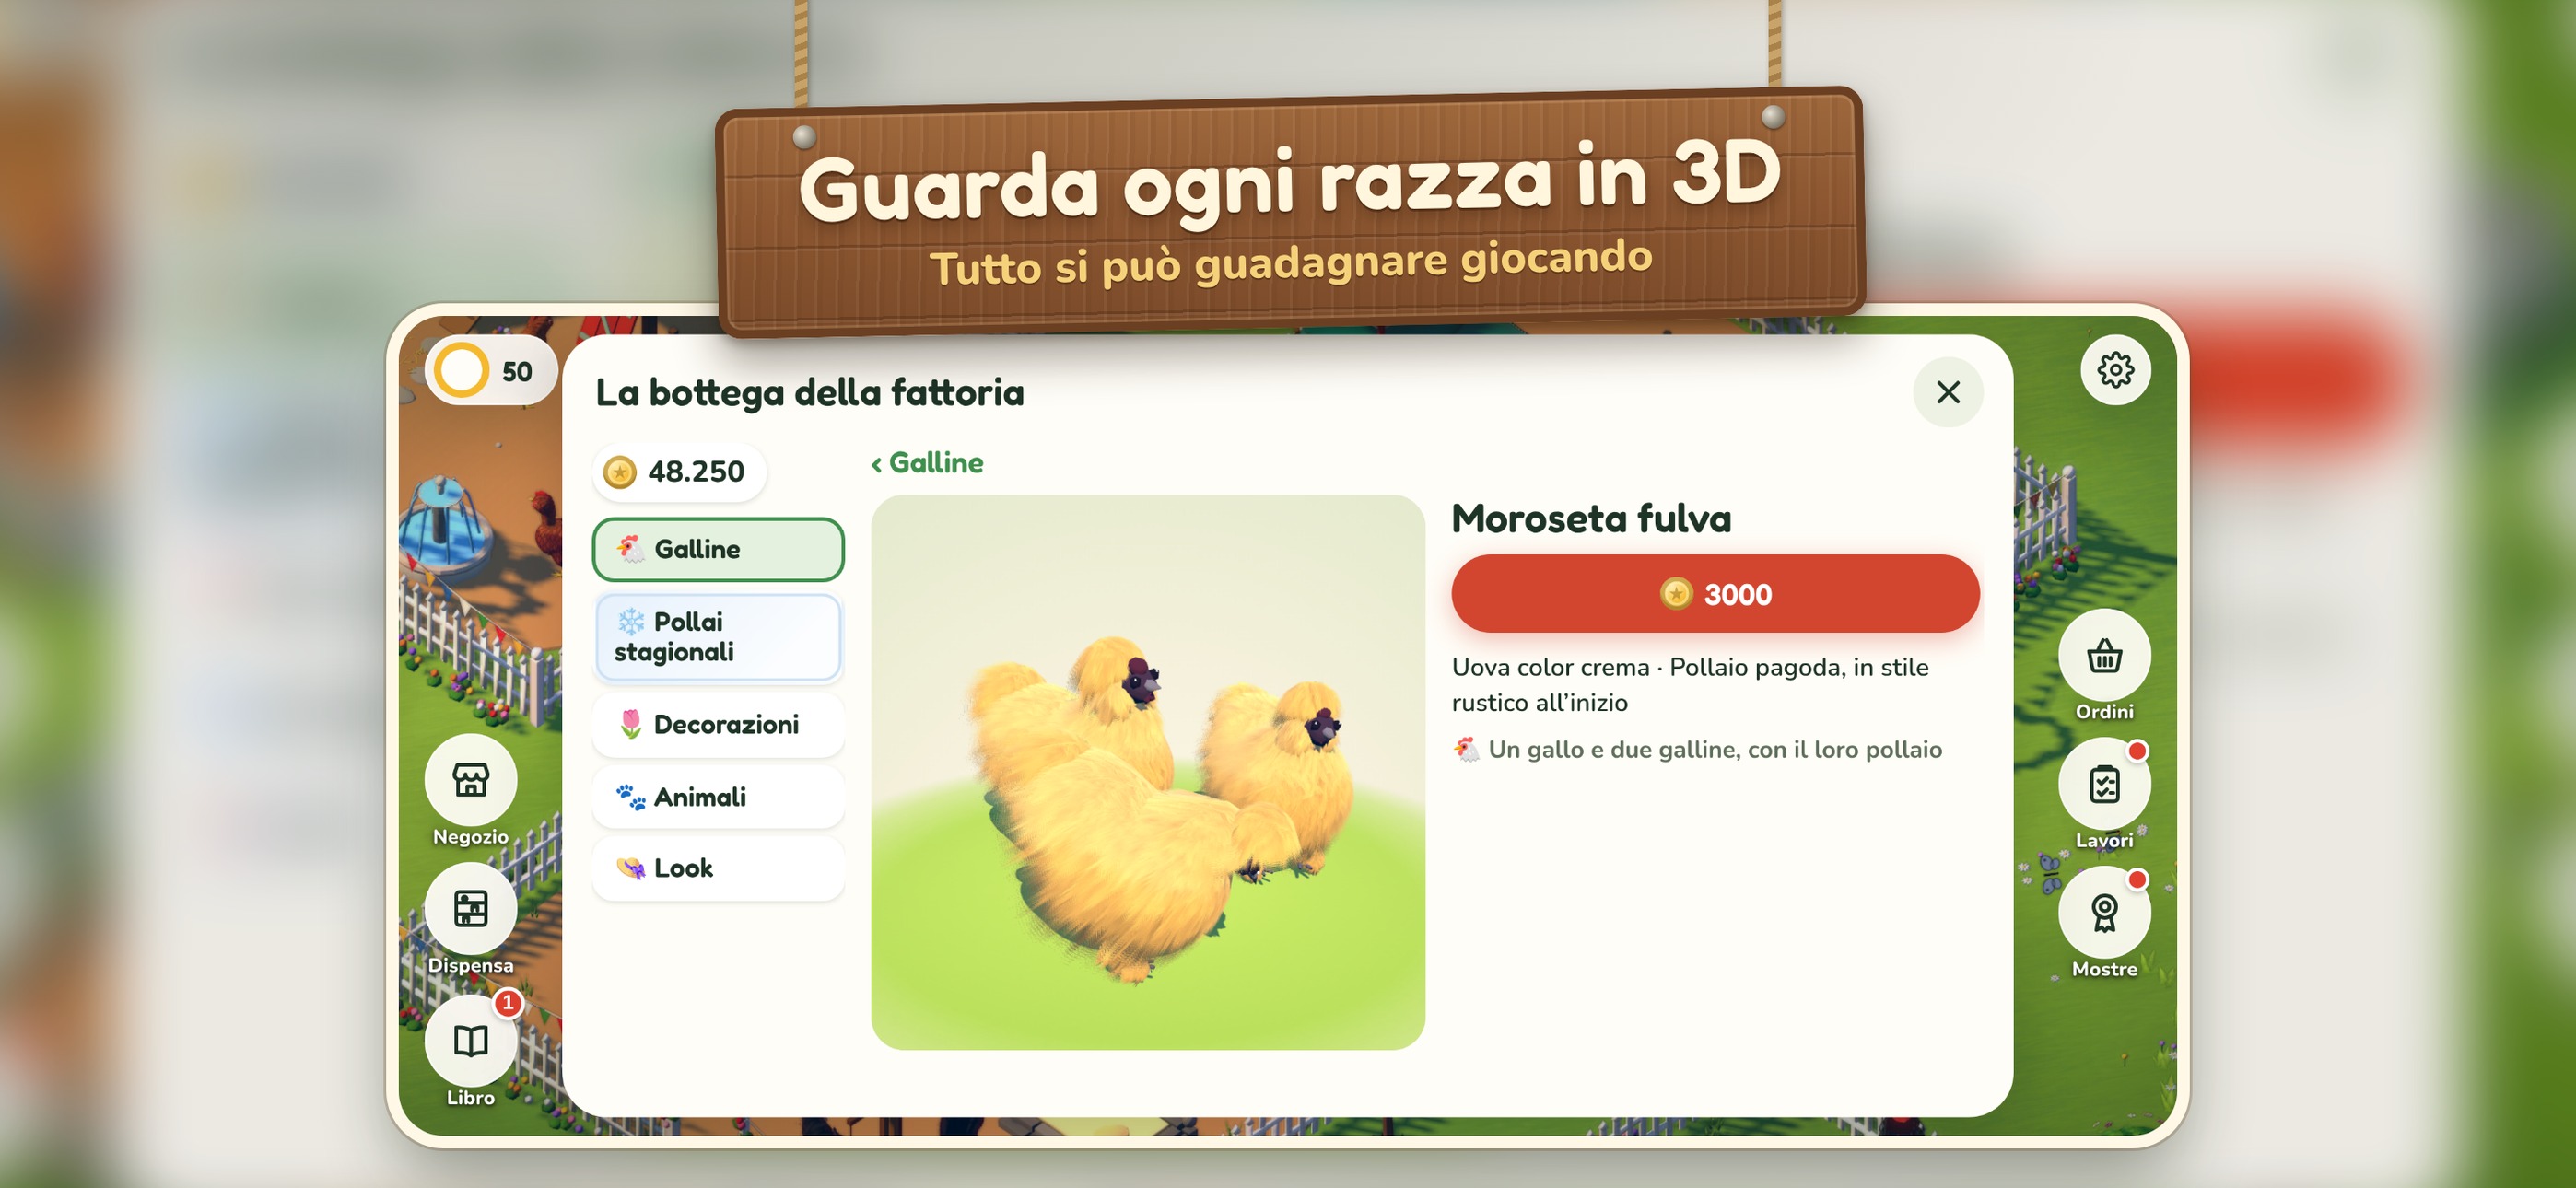 Guarda ogni razza in 3D
Tutto si può guadagnare giocando
50
La bottega della fattoria
48.250
‹ Galline
Galline
Pollai
stagionali
Decorazioni
Animali
Look
Moroseta fulva
3000
Uova color crema · Pollaio pagoda, in stile
rustico all’inizio
Un gallo e due galline, con il loro pollaio
Negozio
Dispensa
1
Libro
Ordini
Lavori
Mostre